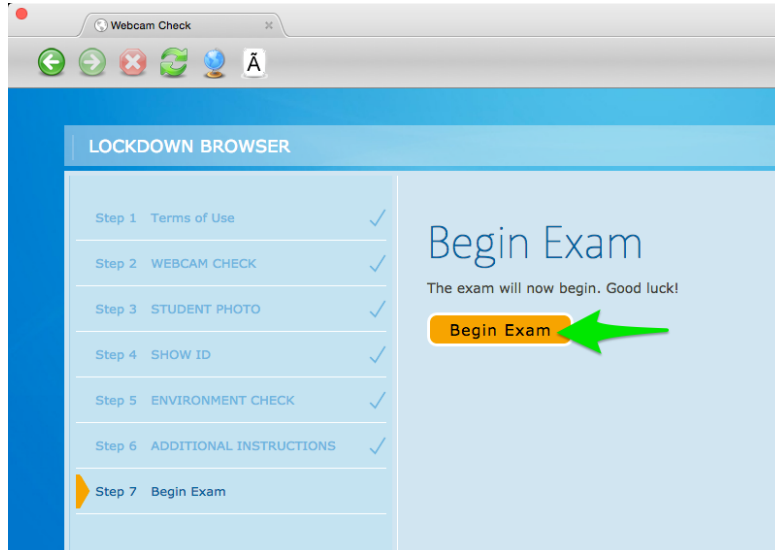 Webcam Check
Ã
LOCKDOWN BROWSER
Step 1 Terms of Use
Step 2 WEBCAM CHECK
Step 3 STUDENT PHOTO
Step 4 SHOW ID
Step 5 ENVIRONMENT CHECK
Step 6 ADDITIONAL INSTRUCTIONS
Step 7 Begin Exam
Begin Exam
The exam will now begin. Good luck!
Begin Exam